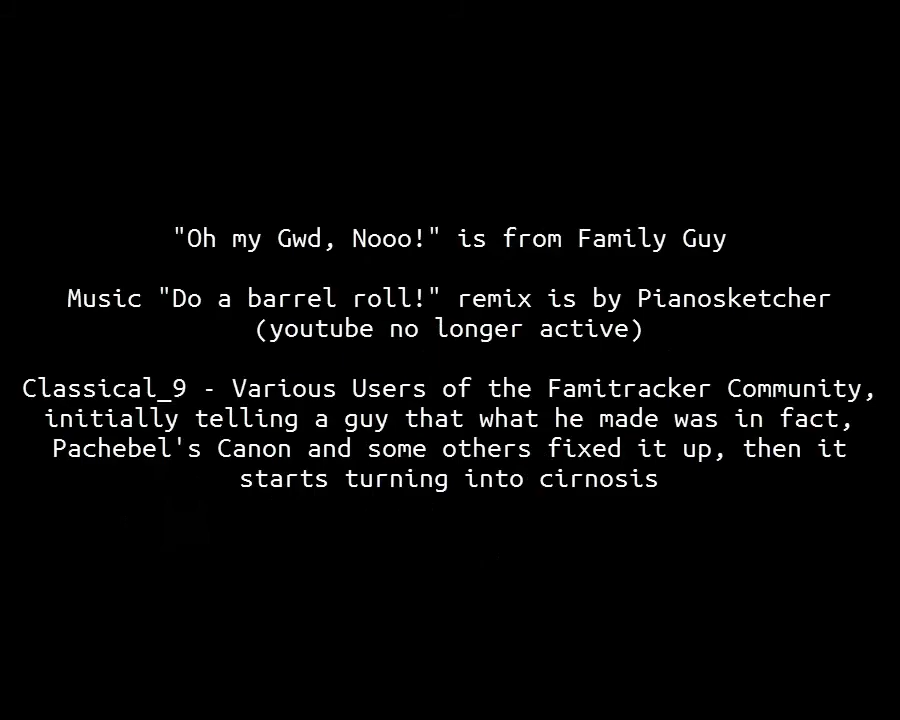 "Oh my Gwd, Nooo!" is from Family Guy
Music "Do a barrel roll!" remix is by Pianosketcher
(youtube no longer active)
Classical_9 - Various Users of the Famitracker Community,
initially telling a guy that what he made was in fact,
Pachebel's Canon and some others fixed it up, then it
starts turning into cirnosis